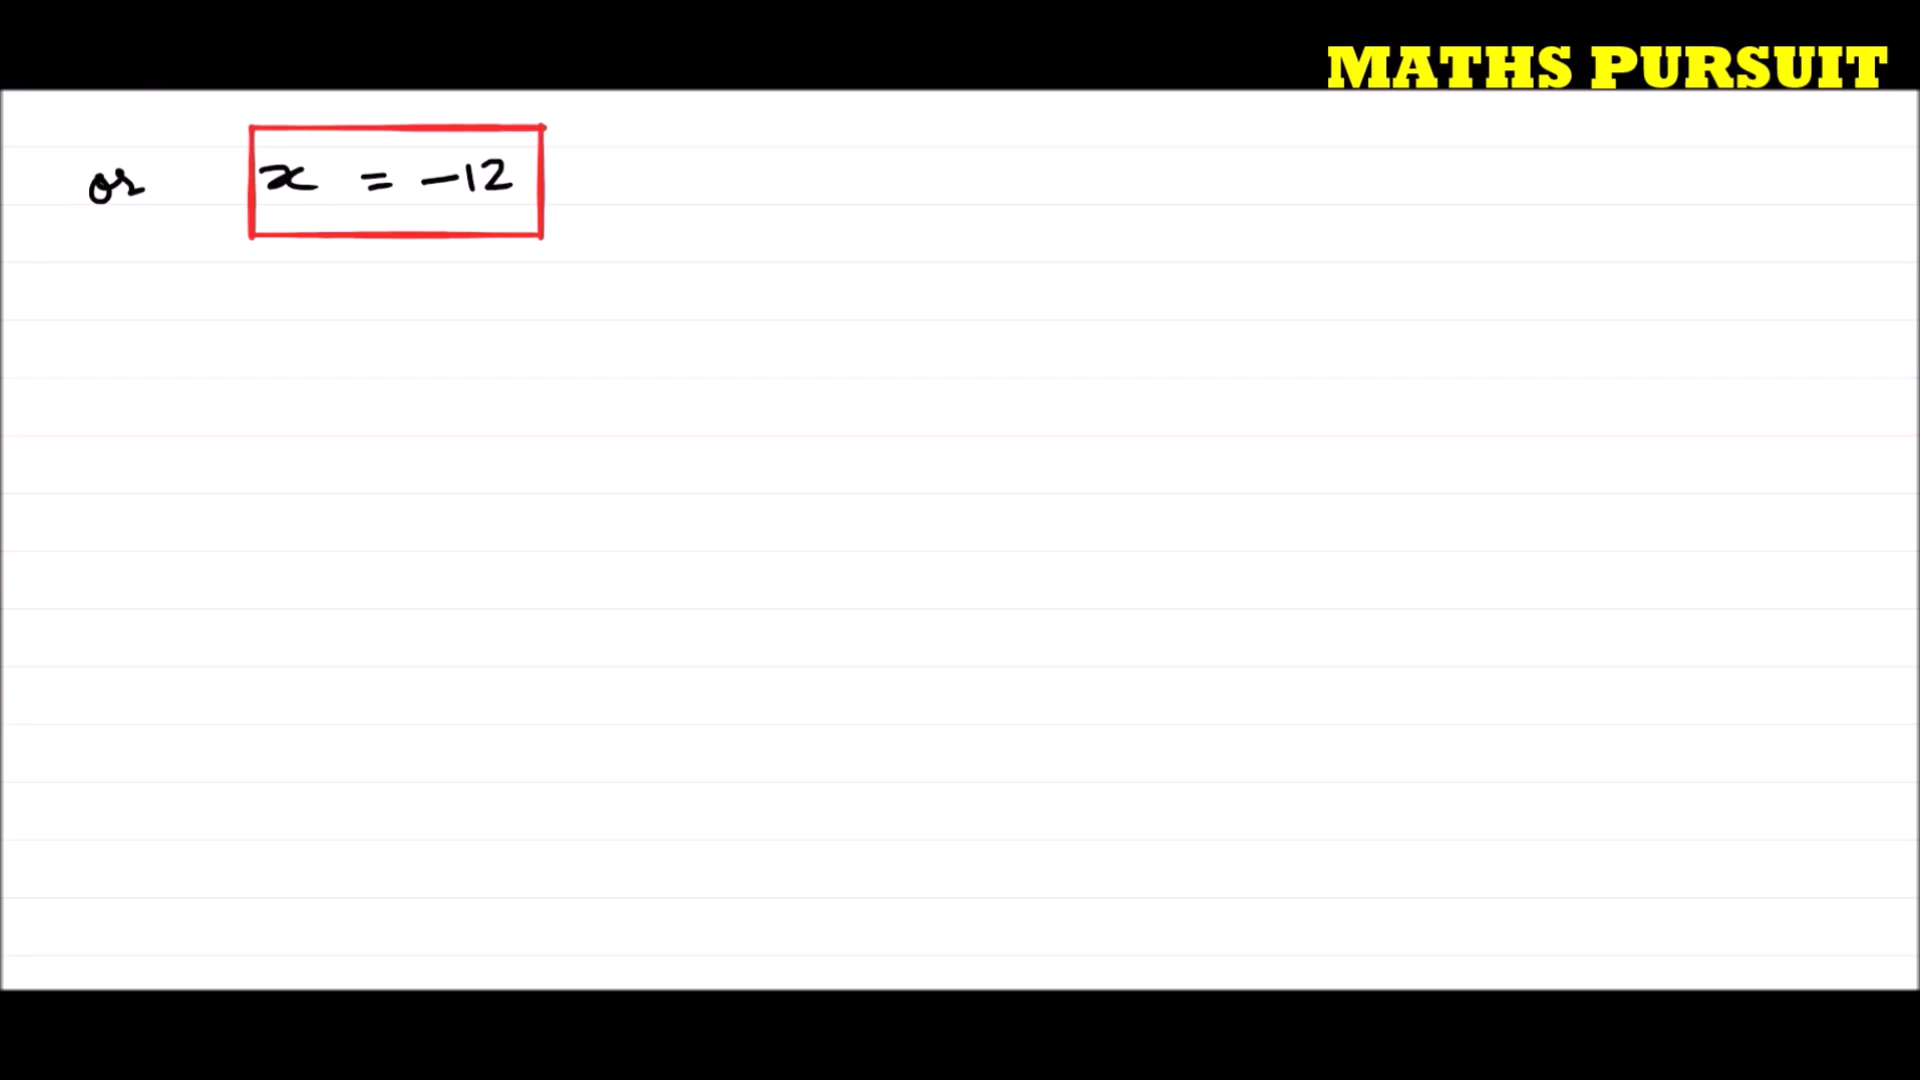 MATHS PURSUIT
or x = -12